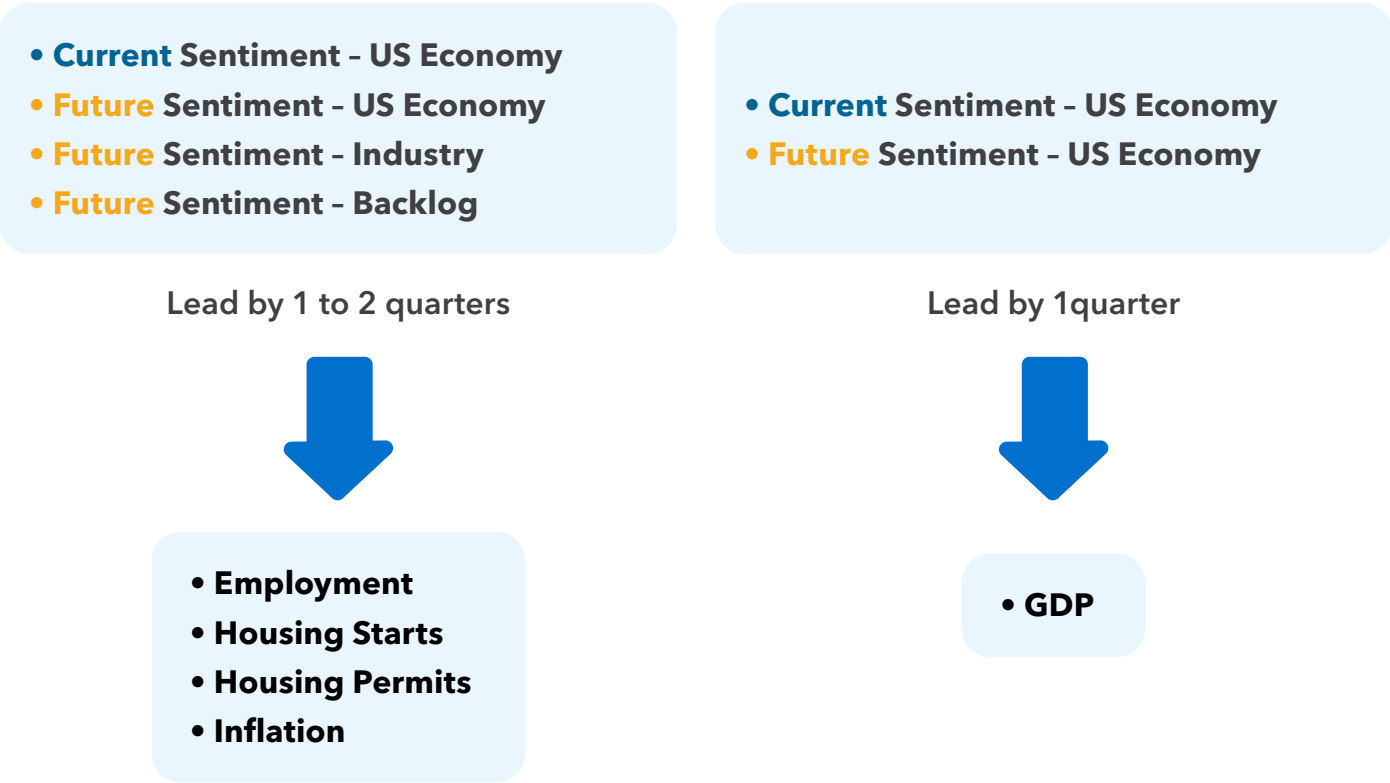 • Current Sentiment – US Economy
• Future Sentiment – US Economy
• Future Sentiment – Industry
• Future Sentiment – Backlog
Lead by 1 to 2 quarters
• Employment
• Housing Starts
• Housing Permits
• Inflation
• Current Sentiment – US Economy
• Future Sentiment – US Economy
Lead by 1quarter
• GDP